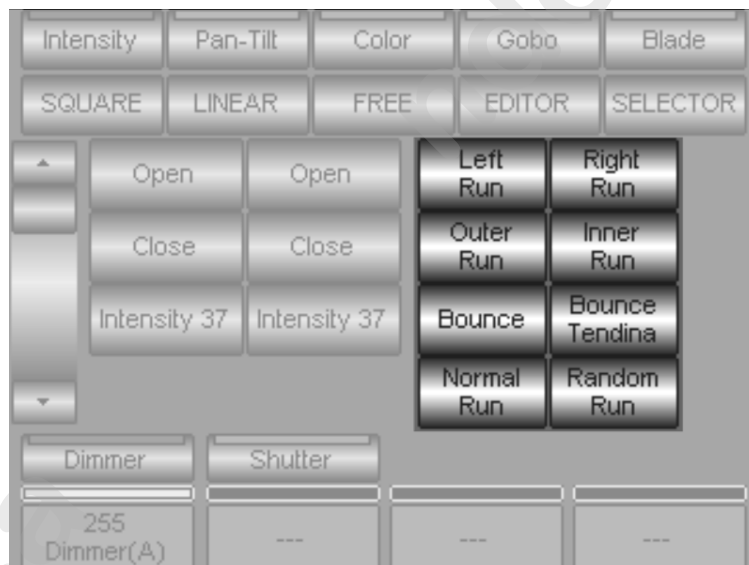 Intensity Pan-Tilt Color Gobo Blade
SQUARE LINEAR FREE EDITOR SELECTOR
Open Open
Close Close
Intensity 37 Intensity 37
Left Run
Right Run
Outer Run
Inner Run
Bounce
Bounce Tendina
Normal Run
Random Run
Dimmer Shutter
255
Dimmer(A)
--- --- ---